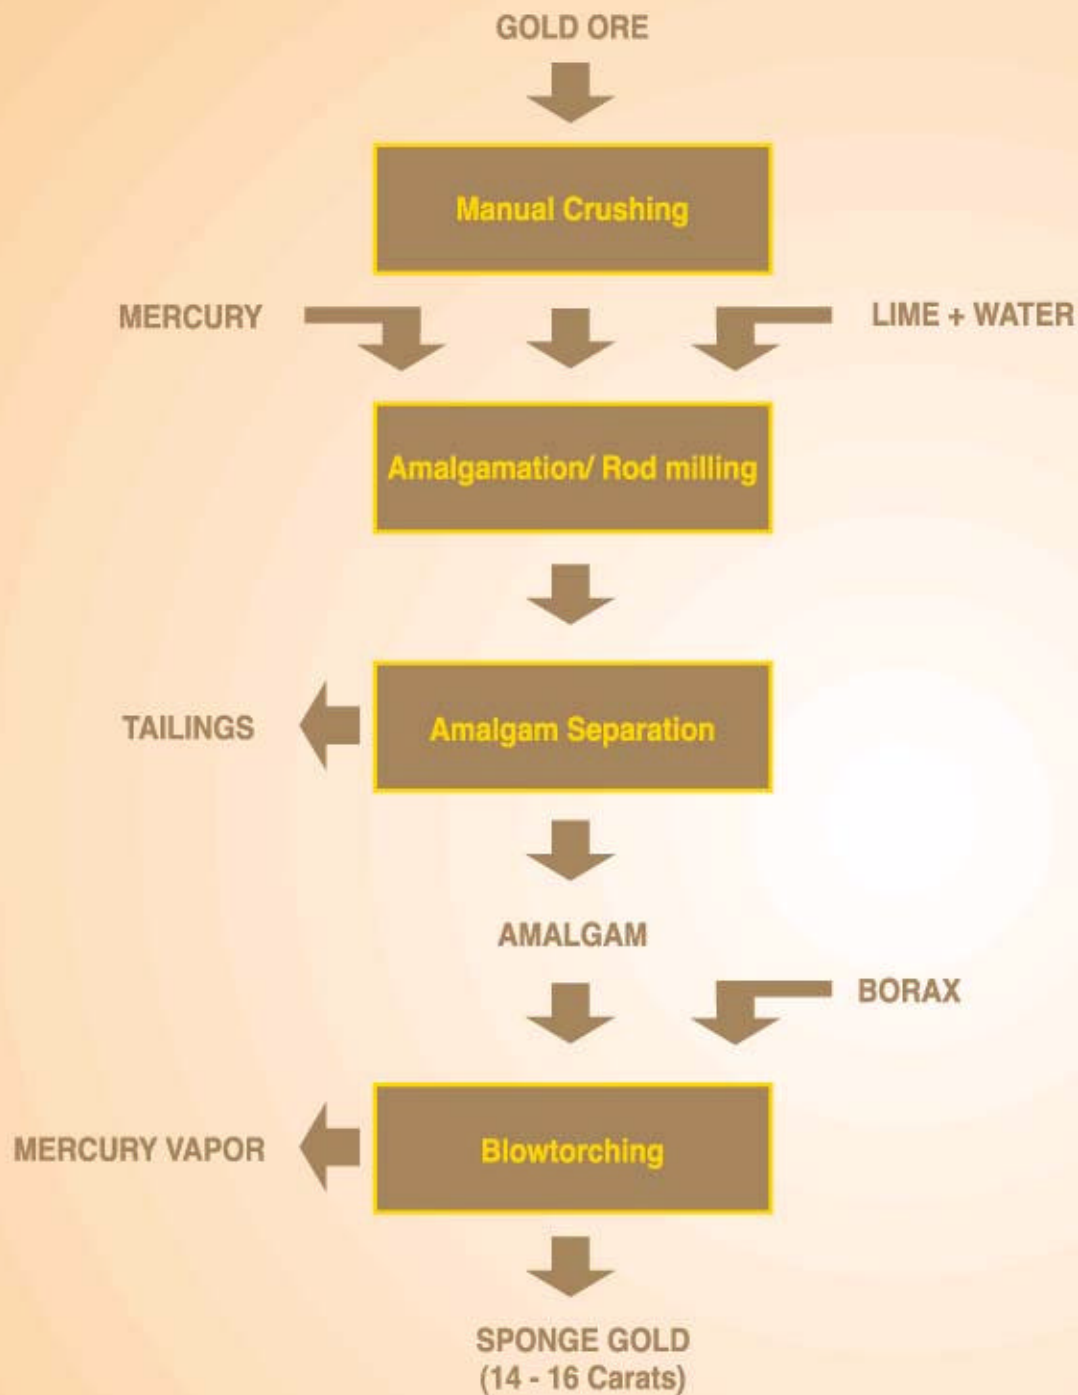 GOLD ORE
Manual Crushing
MERCURY
LIME + WATER
Amalgamation/ Rod milling
TAILINGS
Amalgam Separation
AMALGAM
BORAX
MERCURY VAPOR
Blowtorching
SPONGE GOLD
(14 - 16 Carats)